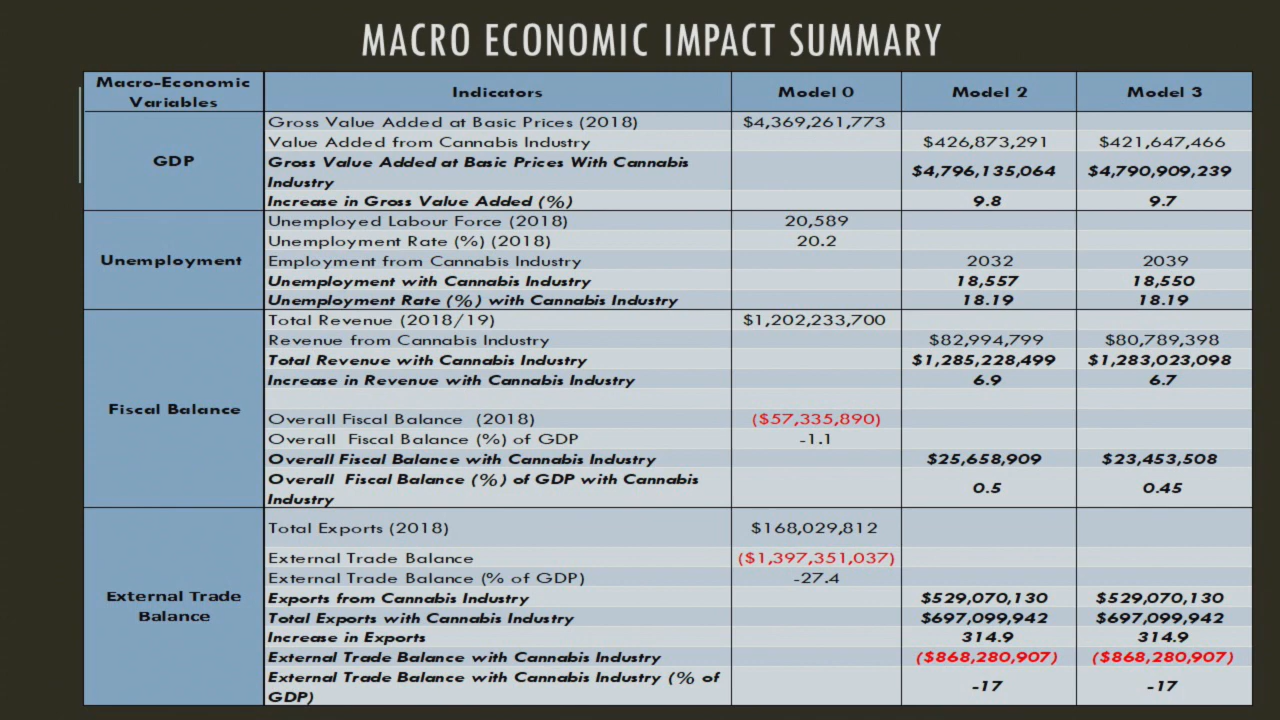 MACRO ECONOMIC IMPACT SUMMARY
Macro-Economic Variables Indicators Model 0 Model 2 Model 3
GDP
Gross Value Added at Basic Prices (2018) $4,369,261,773
Value Added from Cannabis Industry $426,873,291 $421,647,466
Gross Value Added at Basic Prices With Cannabis
Industry $4,796,135,064 $4,790,909,239
Increase in Gross Value Added (%) 9.8 9.7
Unemployment
Unemployed Labour Force (2018) 20,589
Unemployment Rate (%) (2018) 20.2
Employment from Cannabis Industry 2032 2039
Unemployment with Cannabis Industry 18,557 18,550
Unemployment Rate (%) with Cannabis Industry 18.19 18.19
Fiscal Balance
Total Revenue (2018/19) $1,202,233,700
Revenue from Cannabis Industry $82,994,799 $80,789,398
Total Revenue with Cannabis Industry $1,285,228,499 $1,283,023,098
Increase in Revenue with Cannabis Industry 6.9 6.7
Overall Fiscal Balance (2018) ($57,335,890)
Overall Fiscal Balance (%) of GDP -1.1
Overall Fiscal Balance with Cannabis Industry $25,658,909 $23,453,508
Overall Fiscal Balance (%) of GDP with Cannabis
Industry 0.5 0.45
External Trade Balance
Total Exports (2018) $168,029,812
External Trade Balance ($1,397,351,037)
External Trade Balance (% of GDP) -27.4
Exports from Cannabis Industry $529,070,130 $529,070,130
Total Exports with Cannabis Industry $697,099,942 $697,099,942
Increase in Exports 314.9 314.9
External Trade Balance with Cannabis Industry ($868,280,907) ($868,280,907)
External Trade Balance with Cannabis Industry (% of
GDP) -17 -17